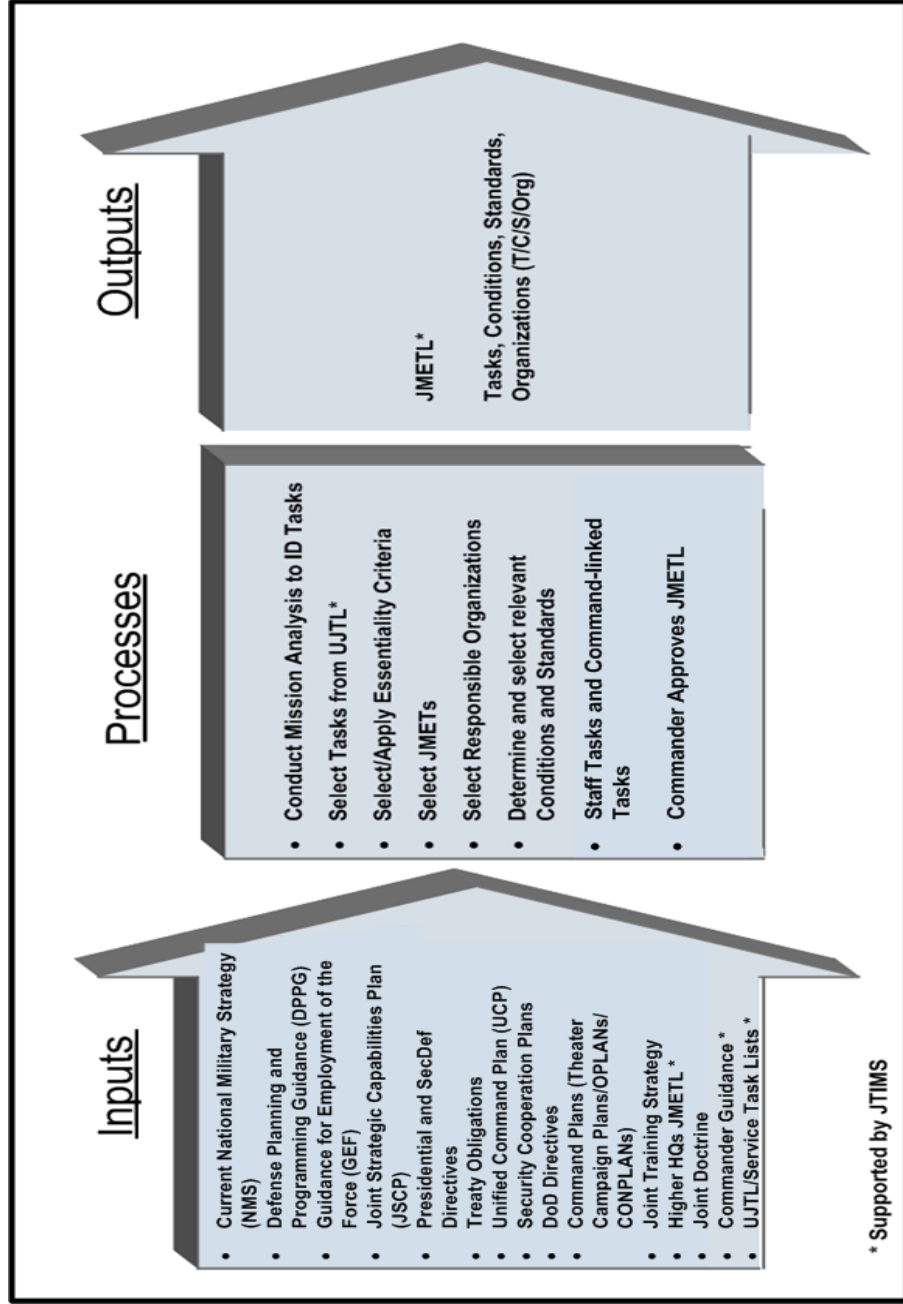 Inputs
• Current National Military Strategy
(NMS)
• Defense Planning and
Programming Guidance (DPPG)
• Guidance for Employment of the
Force (GEF)
• Joint Strategic Capabilities Plan
(JSCP)
• Presidential and SecDef
Directives
• Treaty Obligations
• Unified Command Plan (UCP)
• Security Cooperation Plans
• DoD Directives
• Command Plans (Theater
Campaign Plans/OPLANs/
CONPLANs)
• Joint Training Strategy
• Higher HQs JMETL *
• Joint Doctrine
• Commander Guidance *
• UJTL/Service Task Lists *
Processes
• Conduct Mission Analysis to ID Tasks
• Select Tasks from UJTL*
• Select/Apply Essentiality Criteria
• Select JMETs
• Select Responsible Organizations
• Determine and select relevant
Conditions and Standards
• Staff Tasks and Command-linked
Tasks
• Commander Approves JMETL
Outputs
JMETL*
Tasks, Conditions, Standards,
Organizations (T/C/S/Org)
* Supported by JTIMS